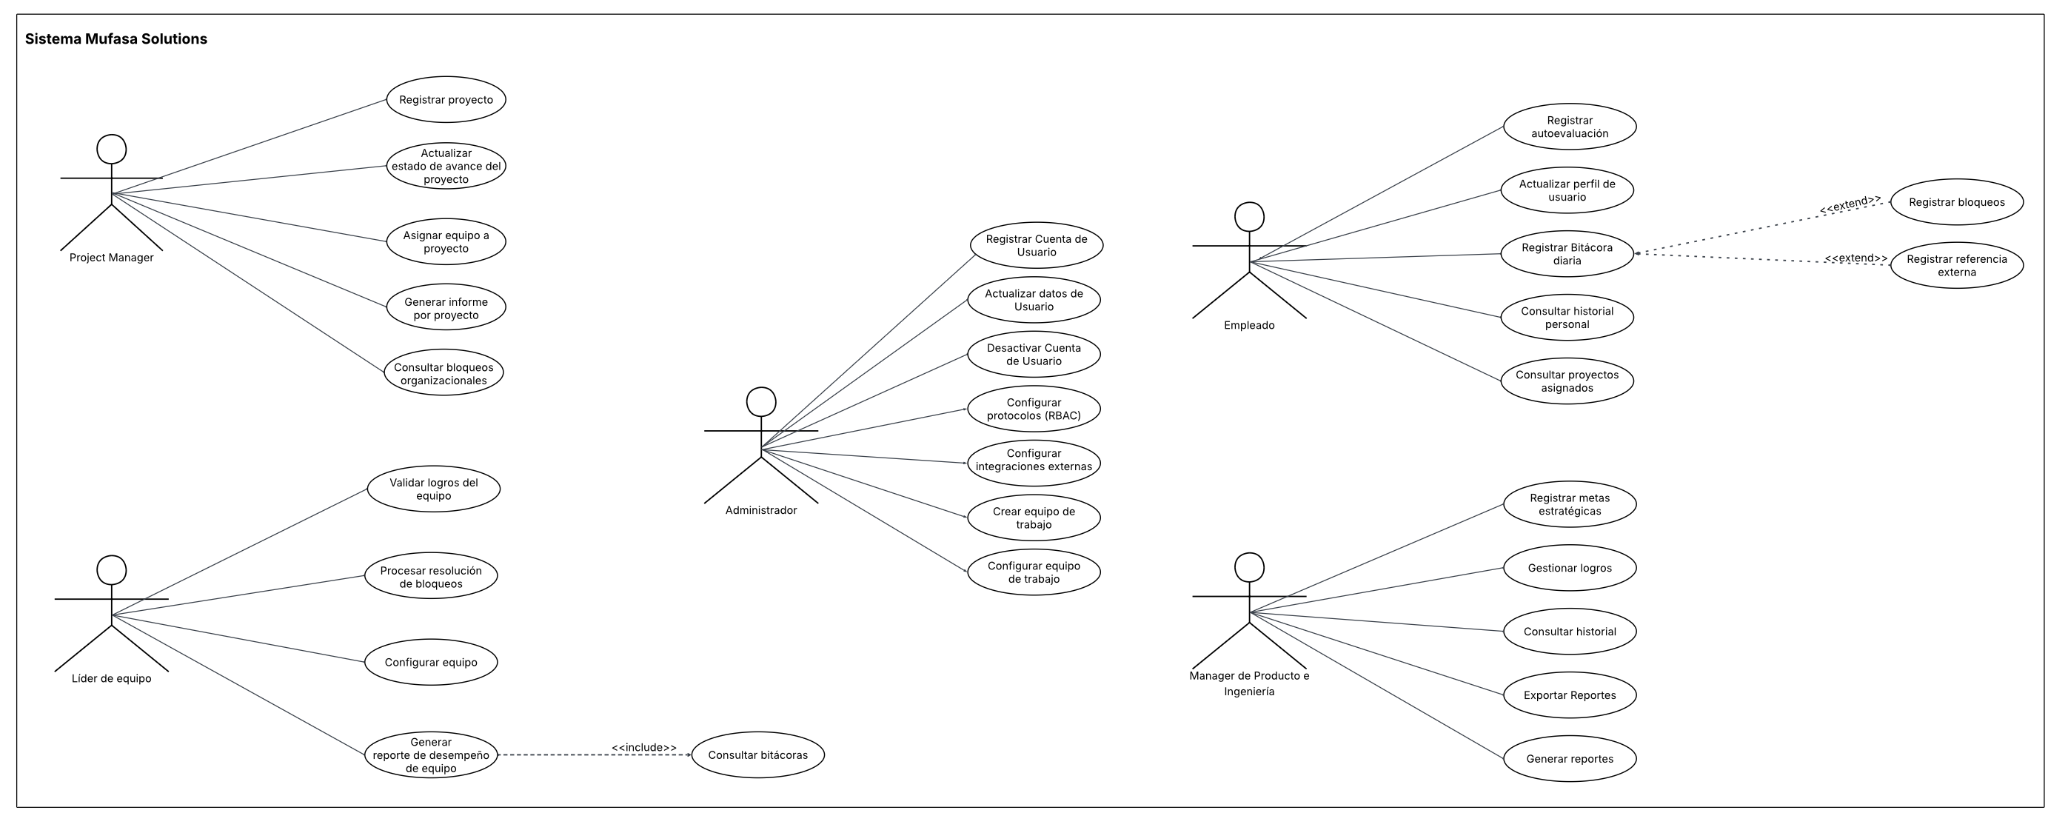 Sistema Mufasa Solutions
Registrar proyecto
Actualizar
estado de avance del
proyecto
Asignar equipo a
proyecto
Generar informe
por proyecto
Consultar bloqueos
organizacionales
Project Manager
Validar logros del
equipo
Procesar resolución
de bloqueos
Configurar equipo
Generar
reporte de desempeño
de equipo
<<include>>
Consultar bitácoras
Líder de equipo
Registrar Cuenta de
Usuario
Actualizar datos de
Usuario
Desactivar Cuenta
de Usuario
Configurar
protocolos (RBAC)
Configurar
integraciones externas
Crear equipo de
trabajo
Configurar equipo
de trabajo
Administrador
Registrar
autoevaluación
Actualizar perfil de
usuario
Registrar Bitácora
diaria
Consultar historial
personal
Consultar proyectos
asignados
<<extend>>
Registrar bloqueos
<<extend>>
Registrar referencia
externa
Empleado
Registrar metas
estratégicas
Gestionar logros
Consultar historial
Exportar Reportes
Generar reportes
Manager de Producto e
Ingeniería